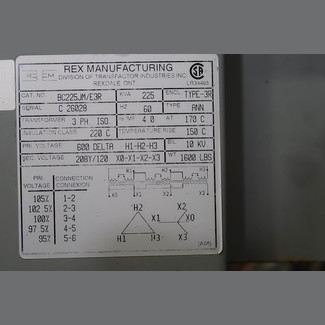 REX MANUFACTURING
DIVISION OF TRANSFACTOR INDUSTRIES INC.
REXDALE ONT. LR34493
CAT. NO. BC225JM/E3R KVA 225 ENCL. TYPE-3R
SERIAL C 26028 HZ 60 TYPE ANN
TRANSFORMER 3 PH. ISO. % IMP 4.0 AT 170 C
INSULATION CLASS 220 C TEMPERATURE RISE 150 C
PRI VOLTAGE 600 DELTA H1-H2-H3 BIL 10 KV
SEC VOLTAGE 208Y/120 X0-X1-X2-X3 WT 1600 LBS
PRI. VOLTAGE CONNECTION CONNEXION
105% 1-2
102.5% 2-3
100% 3-4
97.5% 4-5
95% 5-6
H2 X2
X1
H1 H3 X3